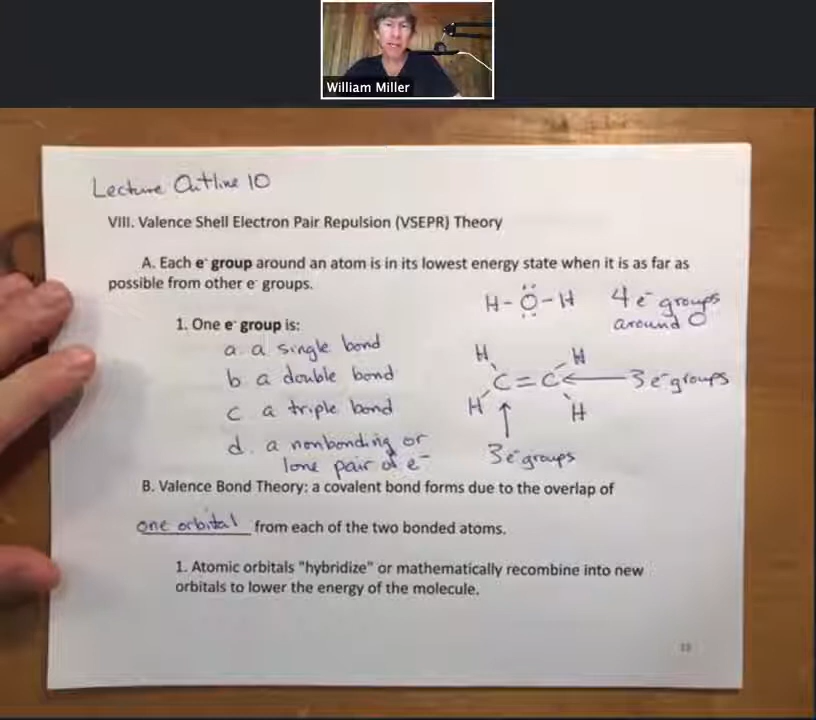 William Miller
Lecture Outline 10
VIII. Valence Shell Electron Pair Repulsion (VSEPR) Theory
A. Each e⁻ group around an atom is in its lowest energy state when it is as far as
possible from other e⁻ groups.
H-Ö-H 4 e⁻ groups
around O
1. One e⁻ group is:
a. a single bond
b. a double bond
c. a triple bond
d. a nonbonding or
lone pair of e⁻
H H
C=C 3 e⁻ groups
H H
3 e⁻ groups
B. Valence Bond Theory: a covalent bond forms due to the overlap of
one orbital from each of the two bonded atoms.
1. Atomic orbitals "hybridize" or mathematically recombine into new
orbitals to lower the energy of the molecule.